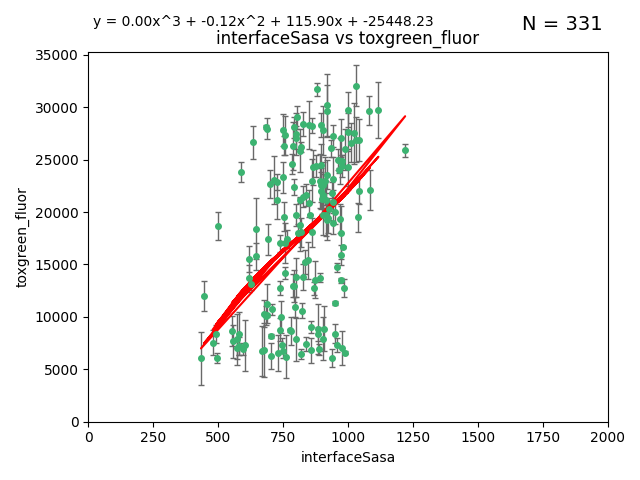 y = 0.00x^3 + -0.12x^2 + 115.90x + -25448.23
N = 331
interfaceSasa vs toxgreen_fluor
35000
30000
25000
20000
15000
10000
5000
0
toxgreen_fluor
0 250 500 750 1000 1250 1500 1750 2000
interfaceSasa